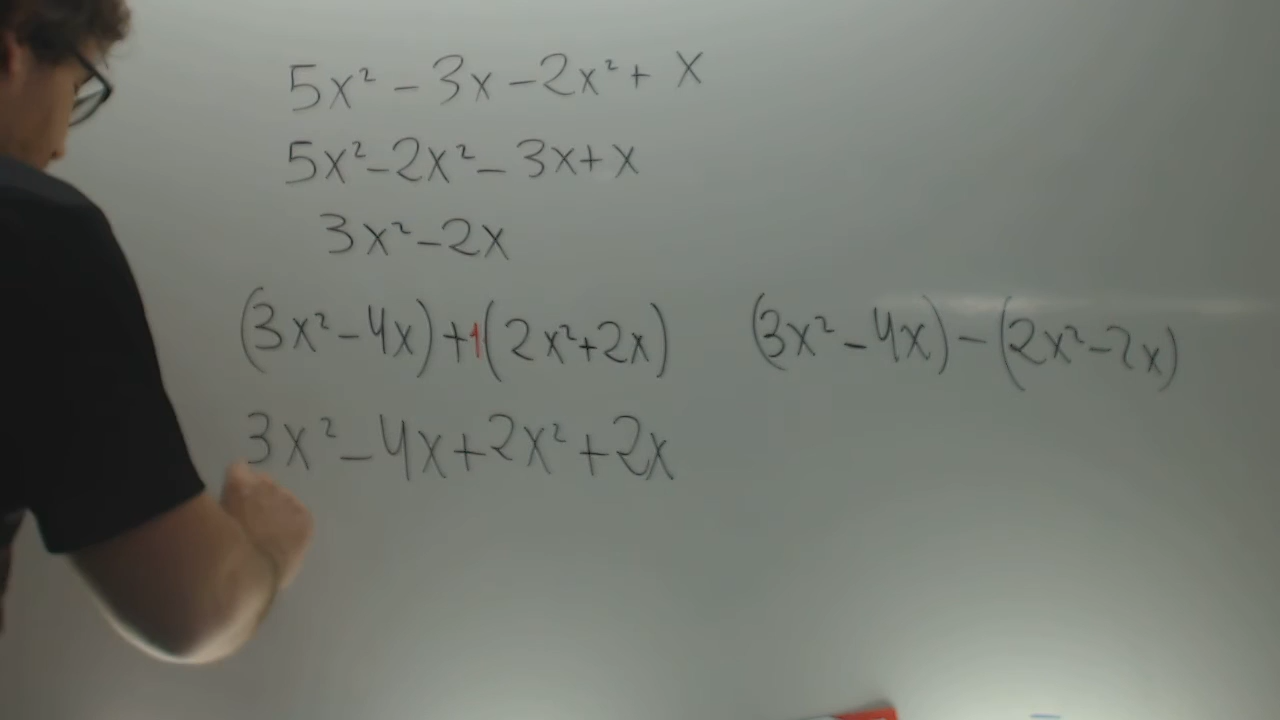 5x² - 3x - 2x² + x
5x² - 2x² - 3x + x
3x² - 2x
(3x² - 4x) + 1(2x² + 2x)
(3x² - 4x) - (2x² - 2x)
3x² - 4x + 2x² + 2x